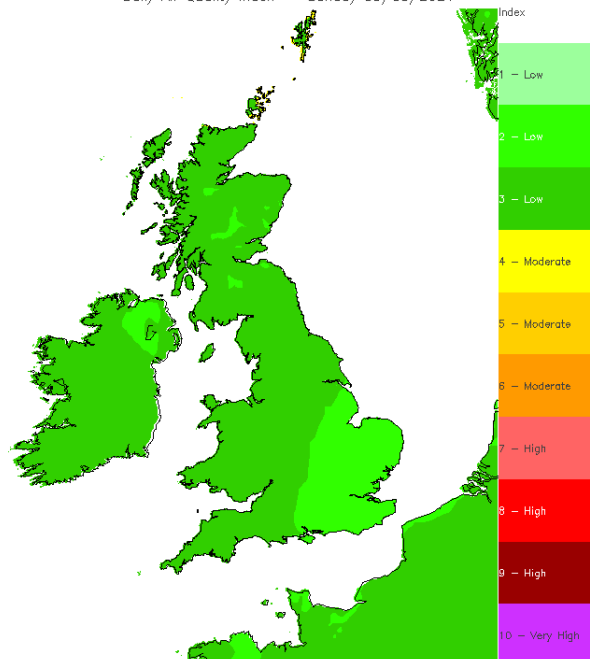 Index
1 - Low
2 - Low
3 - Low
4 - Moderate
5 - Moderate
6 - Moderate
7 - High
8 - High
9 - High
10 - Very High